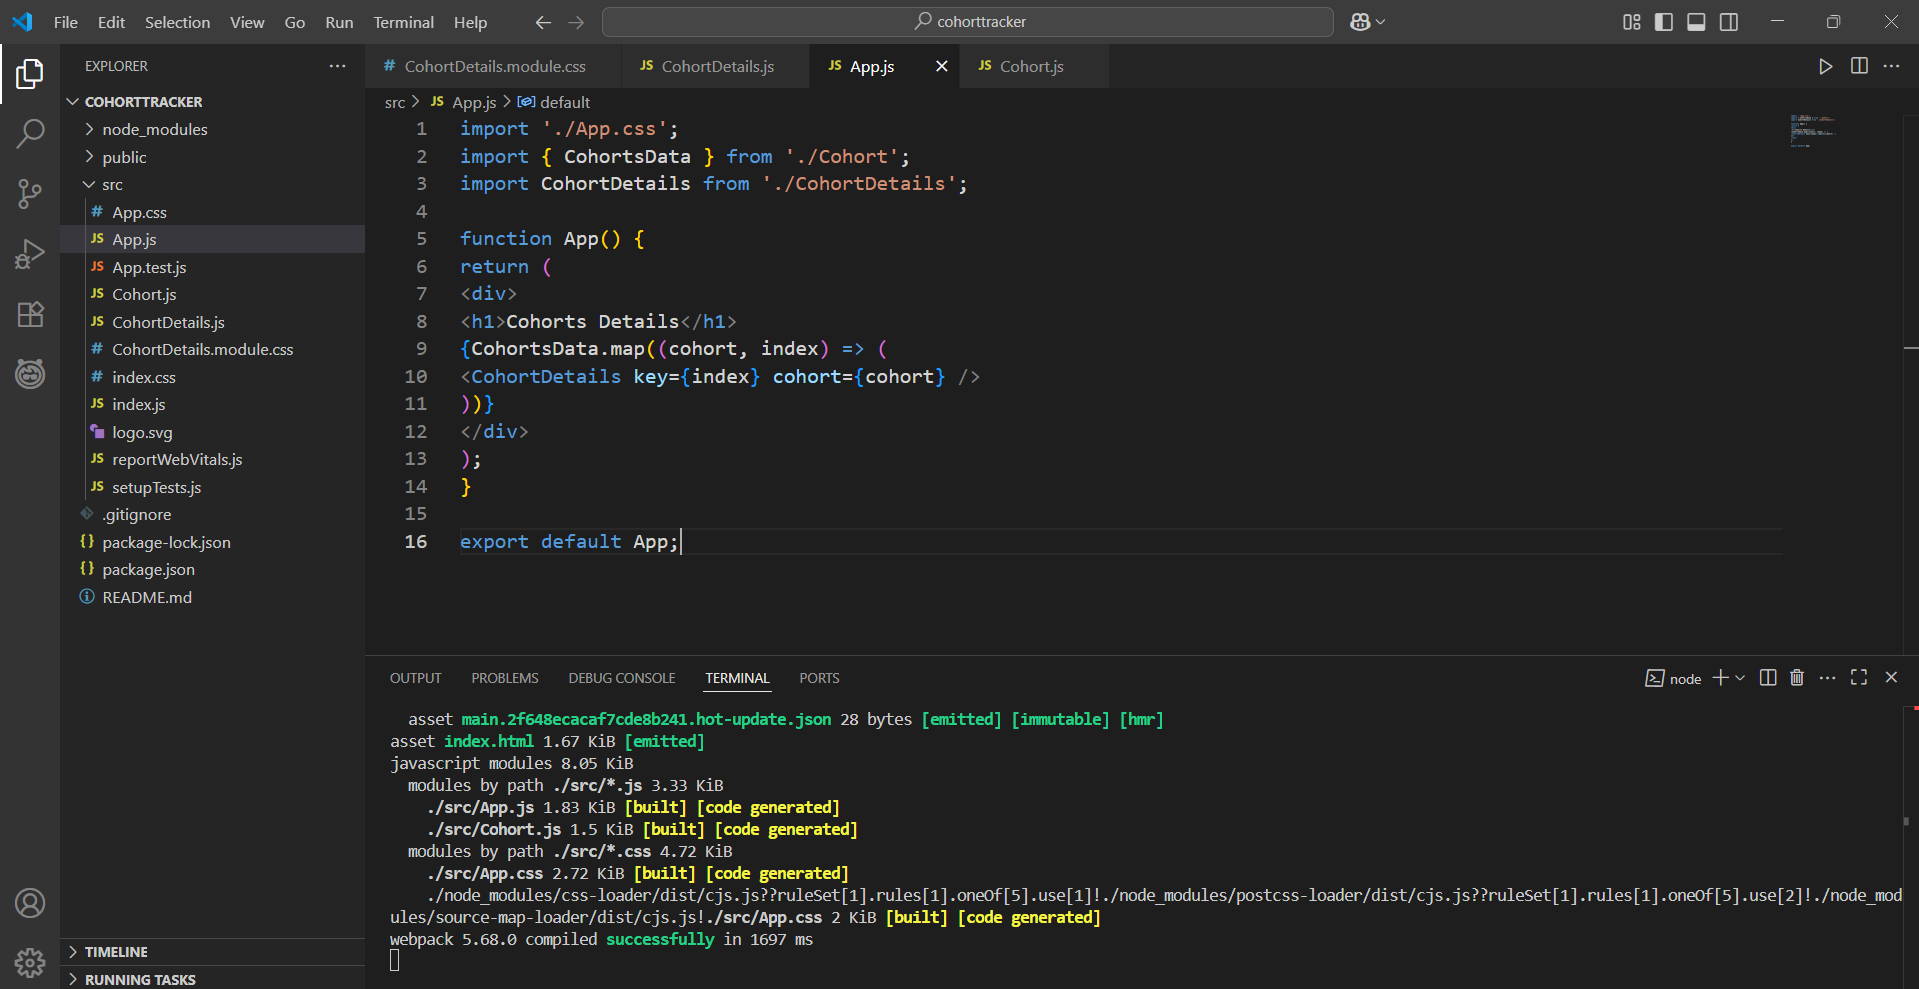 File Edit Selection View Go Run Terminal Help
cohorttracker
EXPLORER
COHORTTRACKER
node_modules
public
src
# App.css
JS App.js
JS App.test.js
JS Cohort.js
JS CohortDetails.js
# CohortDetails.module.css
# index.css
JS index.js
logo.svg
JS reportWebVitals.js
JS setupTests.js
.gitignore
{} package-lock.json
{} package.json
README.md
TIMELINE
RUNNING TASKS
# CohortDetails.module.css JS CohortDetails.js JS App.js JS Cohort.js
src > JS App.js > default
1 import './App.css';
2 import { CohortsData } from './Cohort';
3 import CohortDetails from './CohortDetails';
4
5 function App() {
6 return (
7 <div>
8 <h1>Cohorts Details</h1>
9 {CohortsData.map((cohort, index) => (
10 <CohortDetails key={index} cohort={cohort} />
11 ))}
12 </div>
13 );
14 }
15
16 export default App;
OUTPUT PROBLEMS DEBUG CONSOLE TERMINAL PORTS
node
asset main.2f648ecacaf7cde8b241.hot-update.json 28 bytes [emitted] [immutable] [hmr]
asset index.html 1.67 KiB [emitted]
javascript modules 8.05 KiB
modules by path ./src/*.js 3.33 KiB
./src/App.js 1.83 KiB [built] [code generated]
./src/Cohort.js 1.5 KiB [built] [code generated]
modules by path ./src/*.css 4.72 KiB
./src/App.css 2.72 KiB [built] [code generated]
./node_modules/css-loader/dist/cjs.js??ruleSet[1].rules[1].oneOf[5].use[1]!./node_modules/postcss-loader/dist/cjs.js??ruleSet[1].rules[1].oneOf[5].use[2]!./node_mod
ules/source-map-loader/dist/cjs.js!./src/App.css 2 KiB [built] [code generated]
webpack 5.68.0 compiled successfully in 1697 ms